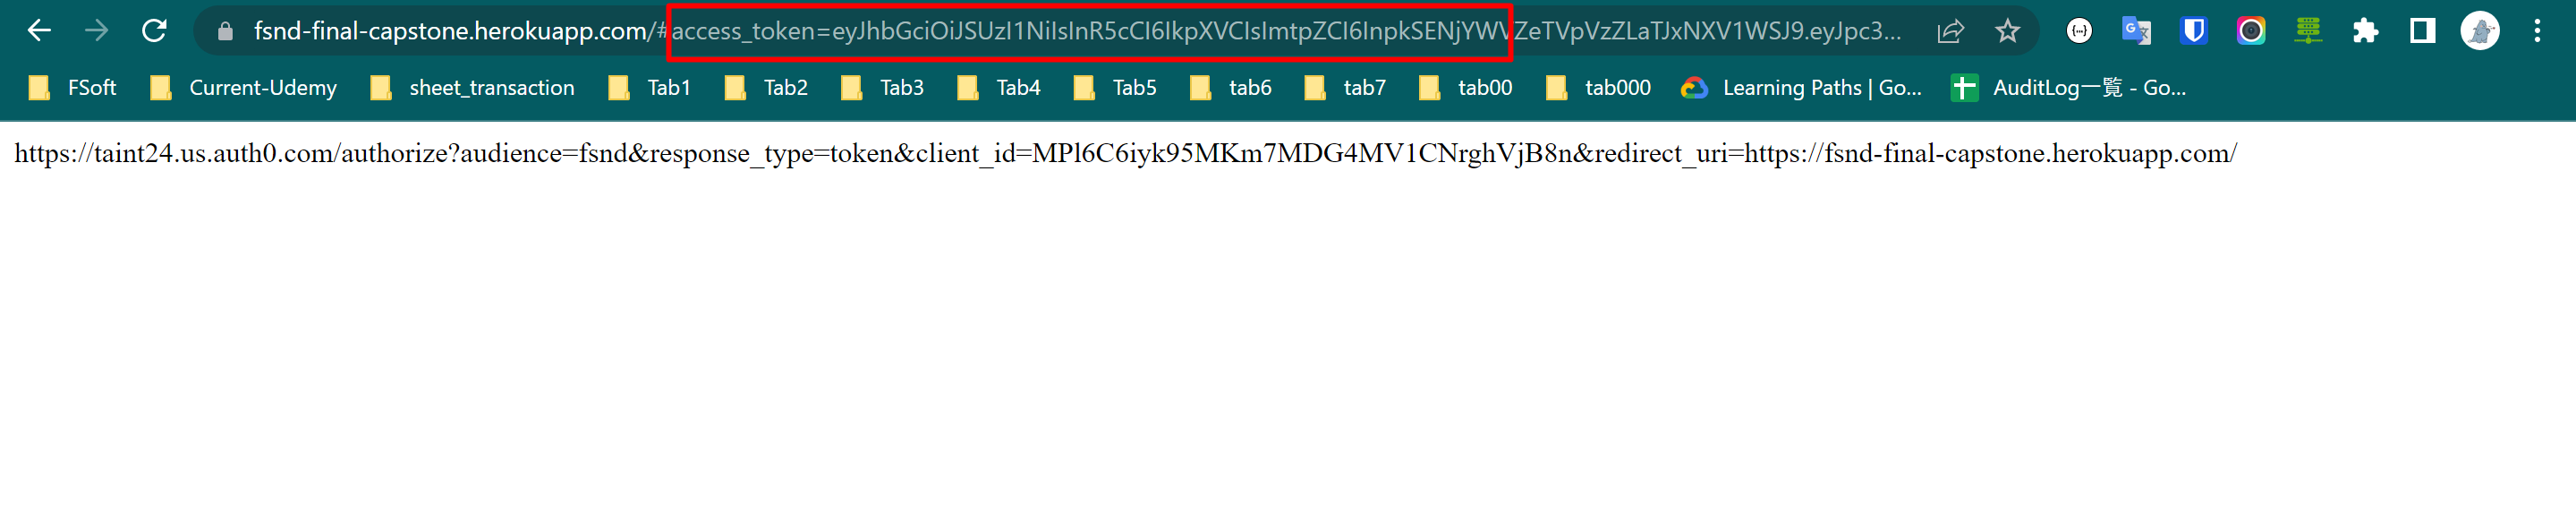 fsnd-final-capstone.herokuapp.com/#access_token=eyJhbGciOiJSUzI1NiIsInR5cCI6IkpXVCIsImtpZCI6InpkSENjYWVZeTVpVzZLaTJxNXV1WSJ9.eyJpc3...
FSoft Current-Udemy sheet_transaction Tab1 Tab2 Tab3 Tab4 Tab5 tab6 tab7 tab00 tab000 Learning Paths | Go... AuditLog一覧 - Go...
https://taint24.us.auth0.com/authorize?audience=fsnd&response_type=token&client_id=MPl6C6iyk95MKm7MDG4MV1CNrghVjB8n&redirect_uri=https://fsnd-final-capstone.herokuapp.com/